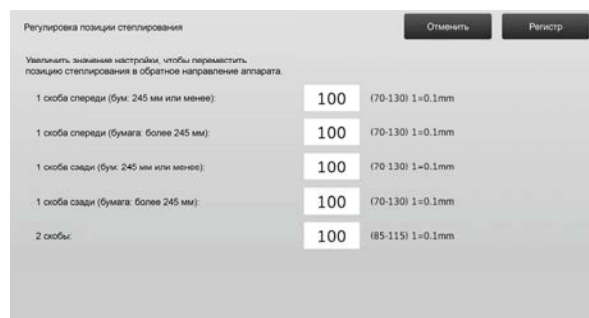 Регулировка позиции степлирования
Отменить
Регистр
Увеличить значение настройки, чтобы переместить
позицию степлирования в обратное направление аппарата.
1 скоба спереди (бум: 245 мм или менее):
100
(70-130) 1=0.1mm
1 скоба спереди (бумага: более 245 мм):
100
(70-130) 1=0.1mm
1 скоба сзади (бум: 245 мм или менее):
100
(70-130) 1=0.1mm
1 скоба сзади (бумага: более 245 мм):
100
(70-130) 1=0.1mm
2 скобы:
100
(85-115) 1=0.1mm